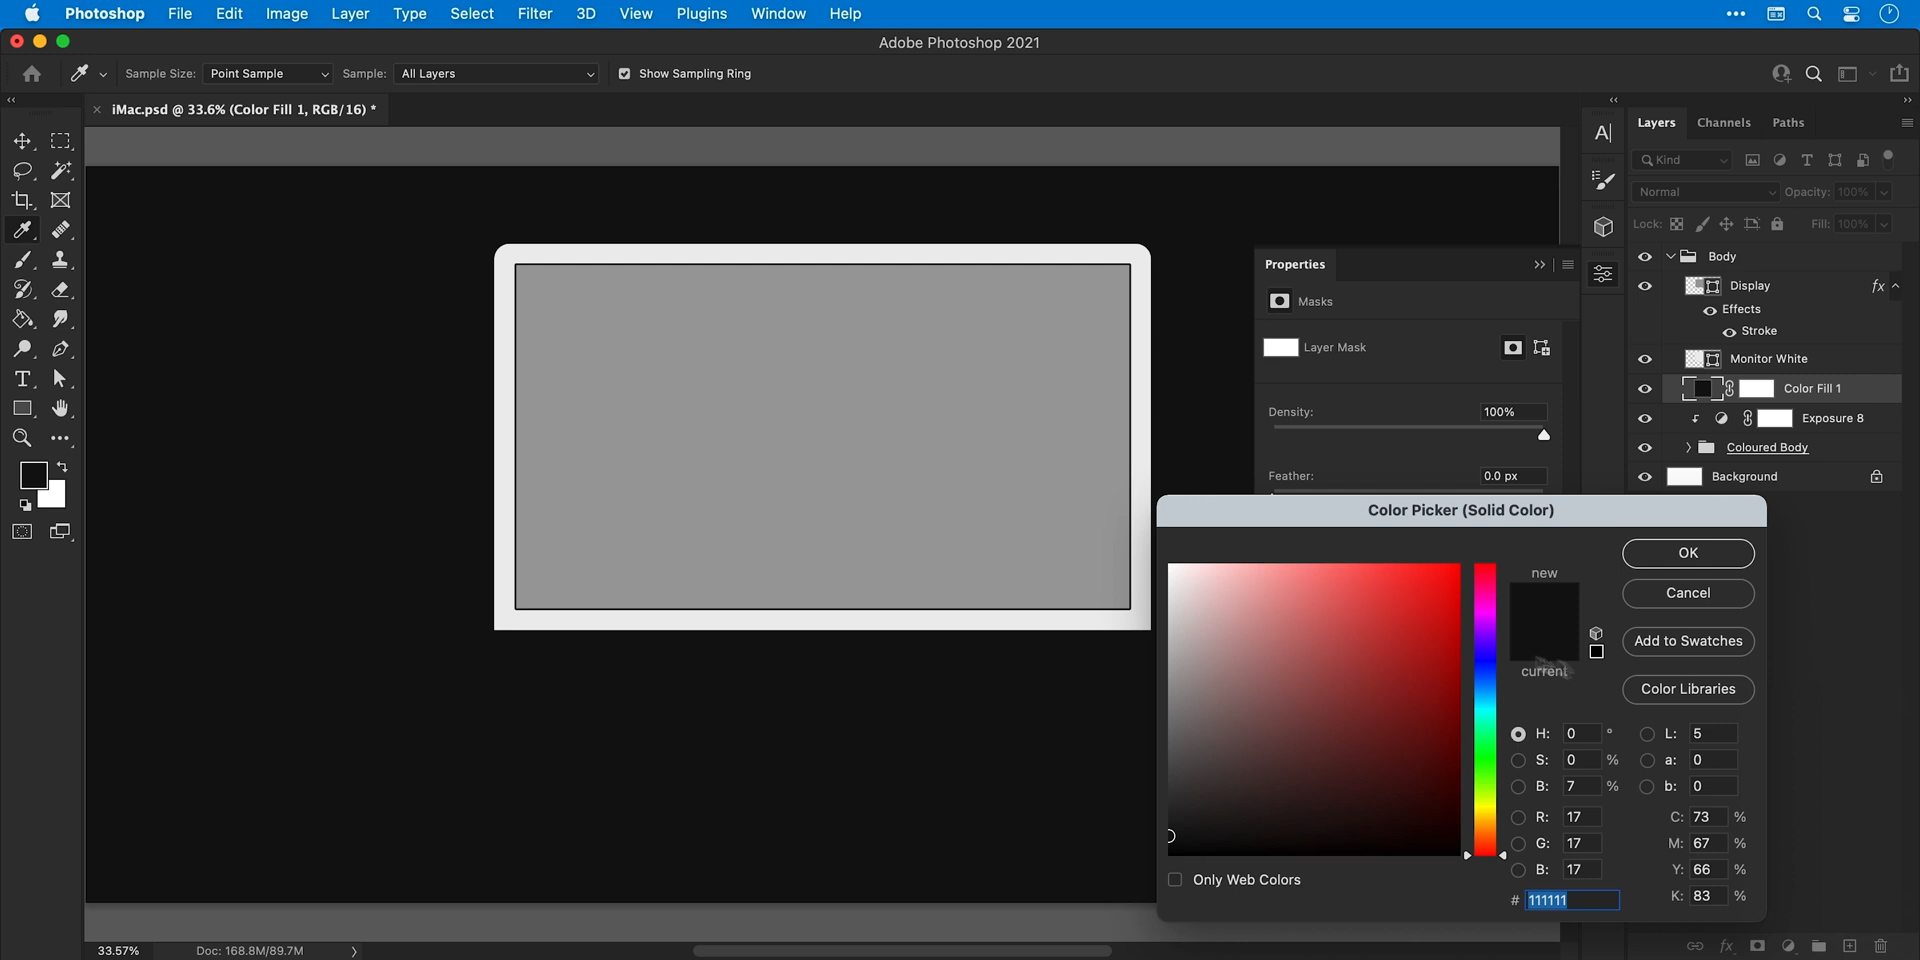 Photoshop File Edit Image Layer Type Select Filter 3D View Plugins Window Help
Adobe Photoshop 2021
Sample Size: Point Sample Sample: All Layers Show Sampling Ring
iMac.psd @ 33.6% (Color Fill 1, RGB/16) *
Layers Channels Paths
Kind
Normal Opacity: 100%
Lock: Fill: 100%
Body
Display fx
Effects
Stroke
Monitor White
Color Fill 1
Exposure 8
Coloured Body
Background
Properties
Masks
Layer Mask
Density: 100%
Feather: 0.0 px
Color Picker (Solid Color)
new
current
OK
Cancel
Add to Swatches
Color Libraries
H: 0 °
S: 0 %
B: 7 %
R: 17
G: 17
B: 17
# 111111
L: 5
a: 0
b: 0
C: 73 %
M: 67 %
Y: 66 %
K: 83 %
Only Web Colors
33.57% Doc: 168.8M/89.7M
fx